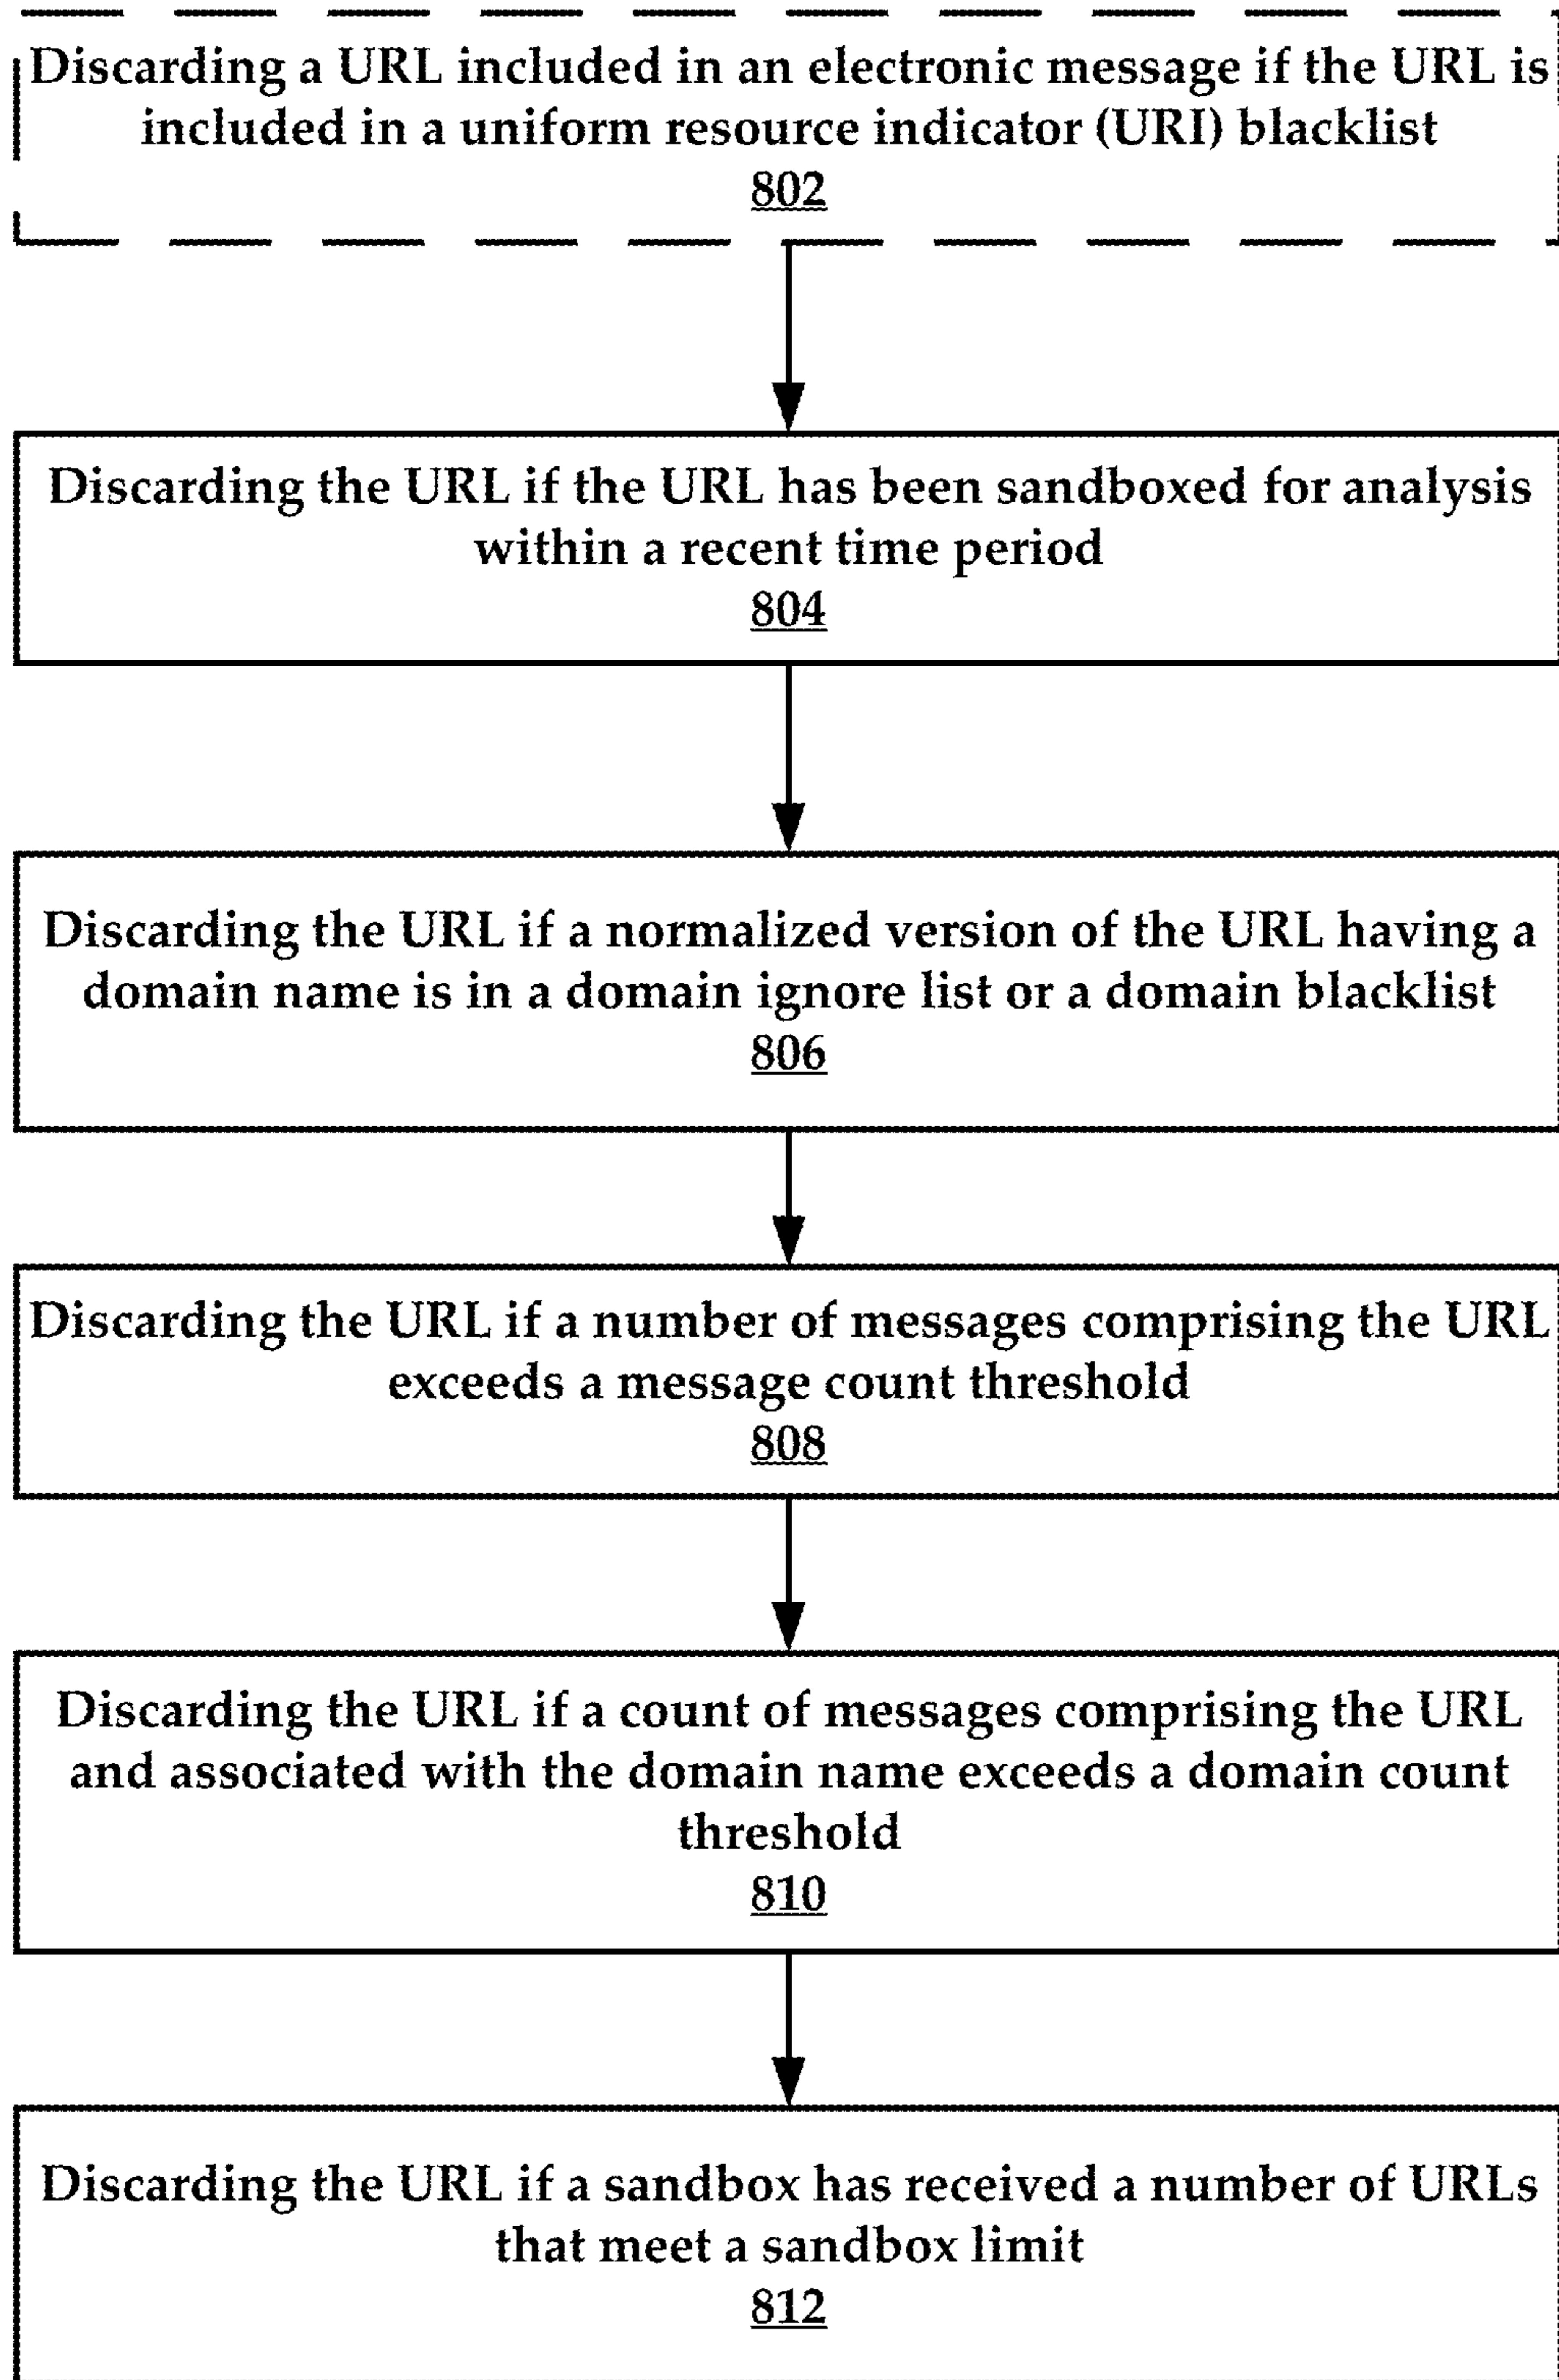 Discarding a URL included in an electronic message if the URL is
included in a uniform resource indicator (URI) blacklist
802
Discarding the URL if the URL has been sandboxed for analysis
within a recent time period
804
Discarding the URL if a normalized version of the URL having a
domain name is in a domain ignore list or a domain blacklist
806
Discarding the URL if a number of messages comprising the URL
exceeds a message count threshold
808
Discarding the URL if a count of messages comprising the URL
and associated with the domain name exceeds a domain count
threshold
810
Discarding the URL if a sandbox has received a number of URLs
that meet a sandbox limit
812